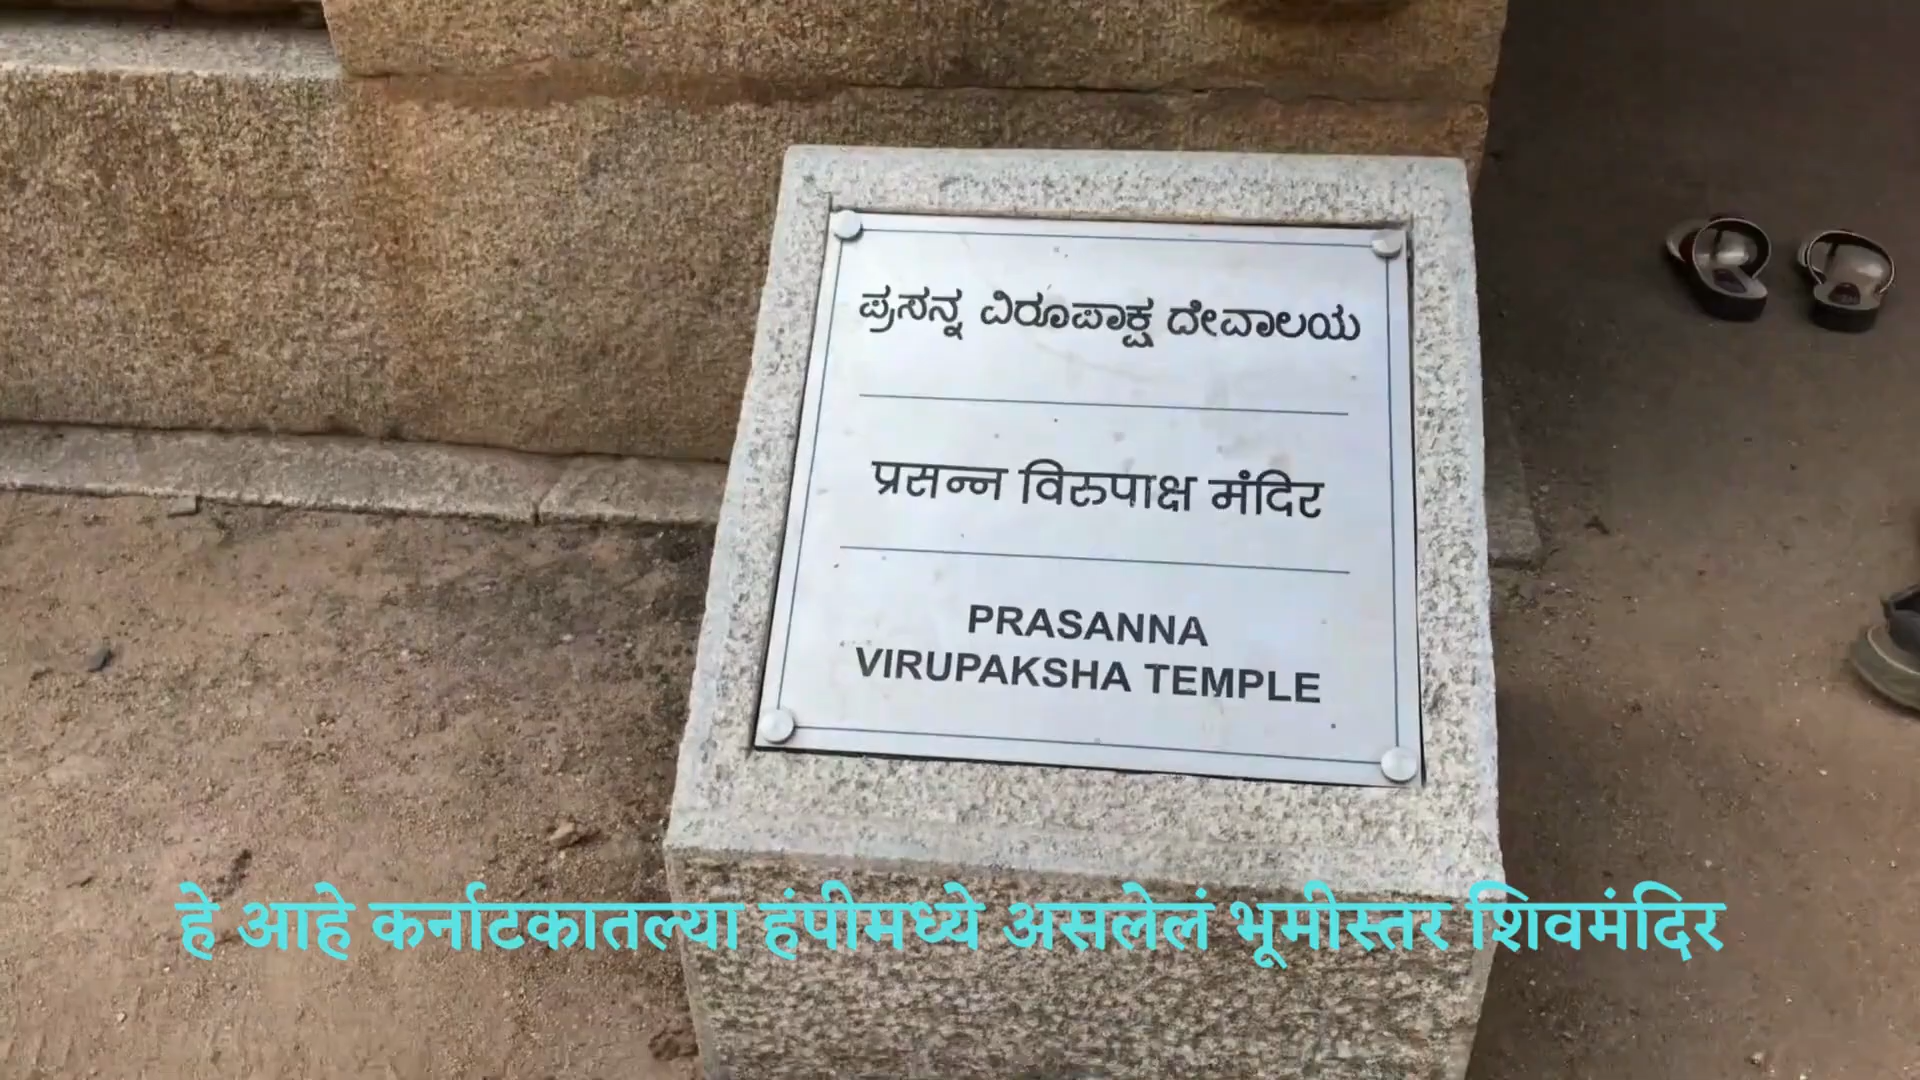 ಪ್ರಸನ್ನ ವಿರೂಪಾಕ್ಷ ದೇವಾಲಯ
प्रसन्न विरुपाक्ष मंदिर
PRASANNA
VIRUPAKSHA TEMPLE
हे आहे कर्नाटकातल्या हंपीमध्ये असलेलं भूमीस्तर शिवमंदिर